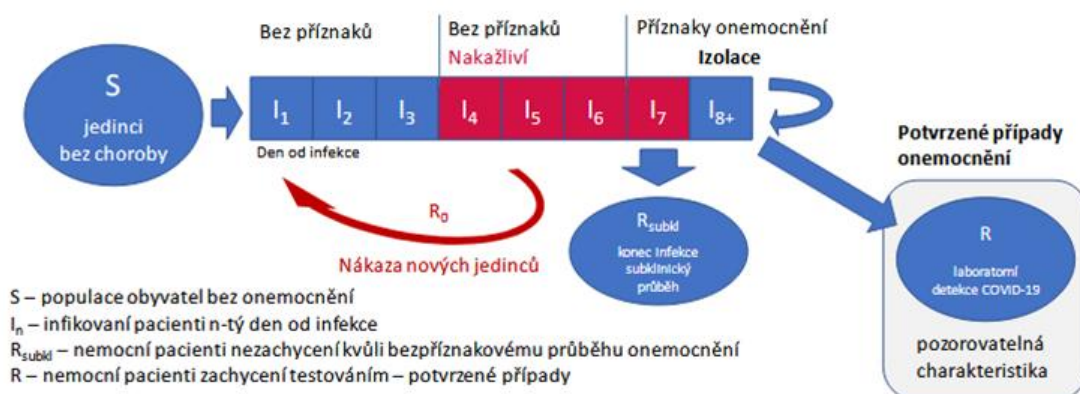 Bez příznaků
Bez příznaků
Nakažliví
Příznaky onemocnění
Izolace
S
jedinci
bez choroby
I1 I2 I3 I4 I5 I6 I7 I8+
Den od infekce
R0
Nákaza nových jedinců
Rsubkl
konec infekce
subklinický
průběh
Potvrzené případy
onemocnění
R
laboratorní
detekce COVID-19
pozorovatelná
charakteristika
S – populace obyvatel bez onemocnění
In – infikovaní pacienti n-tý den od infekce
Rsubkl – nemocní pacienti nezachycení kvůli bezpříznakovému průběhu onemocnění
R – nemocní pacienti zachycení testováním – potvrzené případy